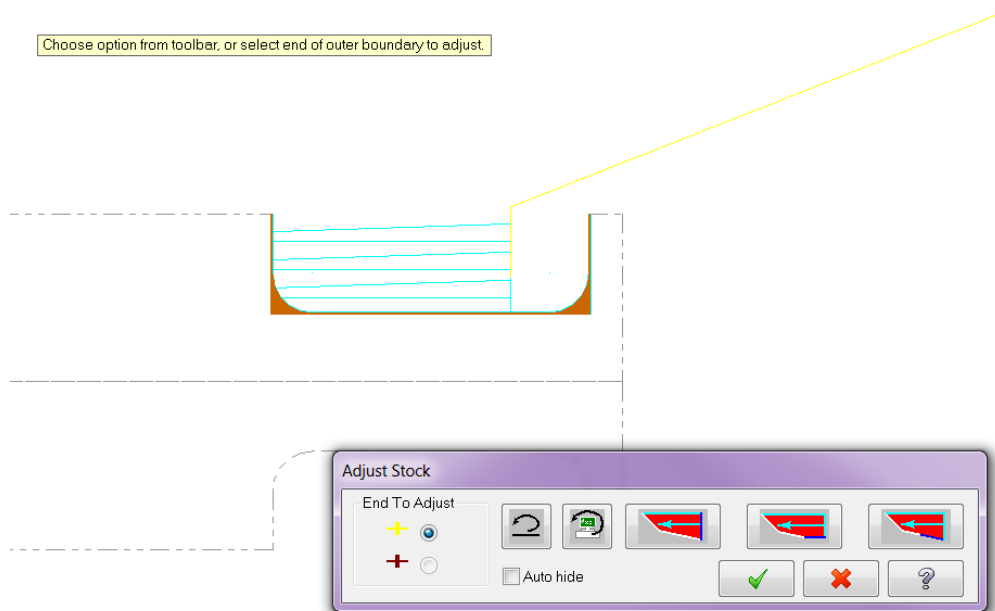 Choose option from toolbar, or select end of outer boundary to adjust.
Adjust Stock
End To Adjust
Auto hide